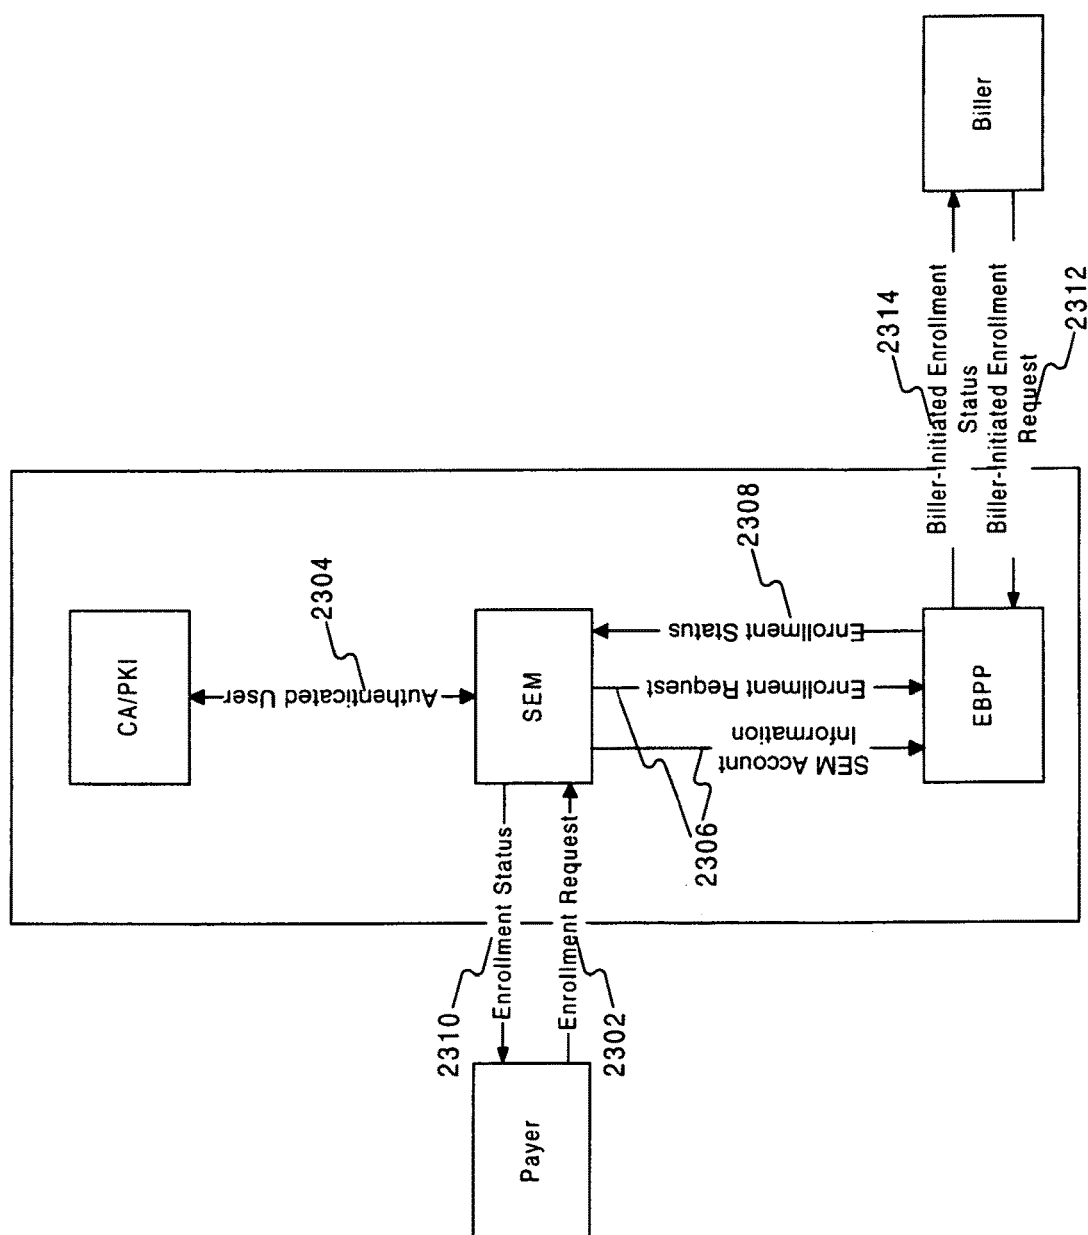 CA/PKI
2304
Authenticated User
2310
Enrollment Status
Payer
Enrollment Request
2302
SEM
2306
SEM Account
Information
Enrollment Request
Enrollment Status
2308
EBPP
2314
Biller-Initiated Enrollment
Status
Biller-Initiated Enrollment
Request
2312
Biller